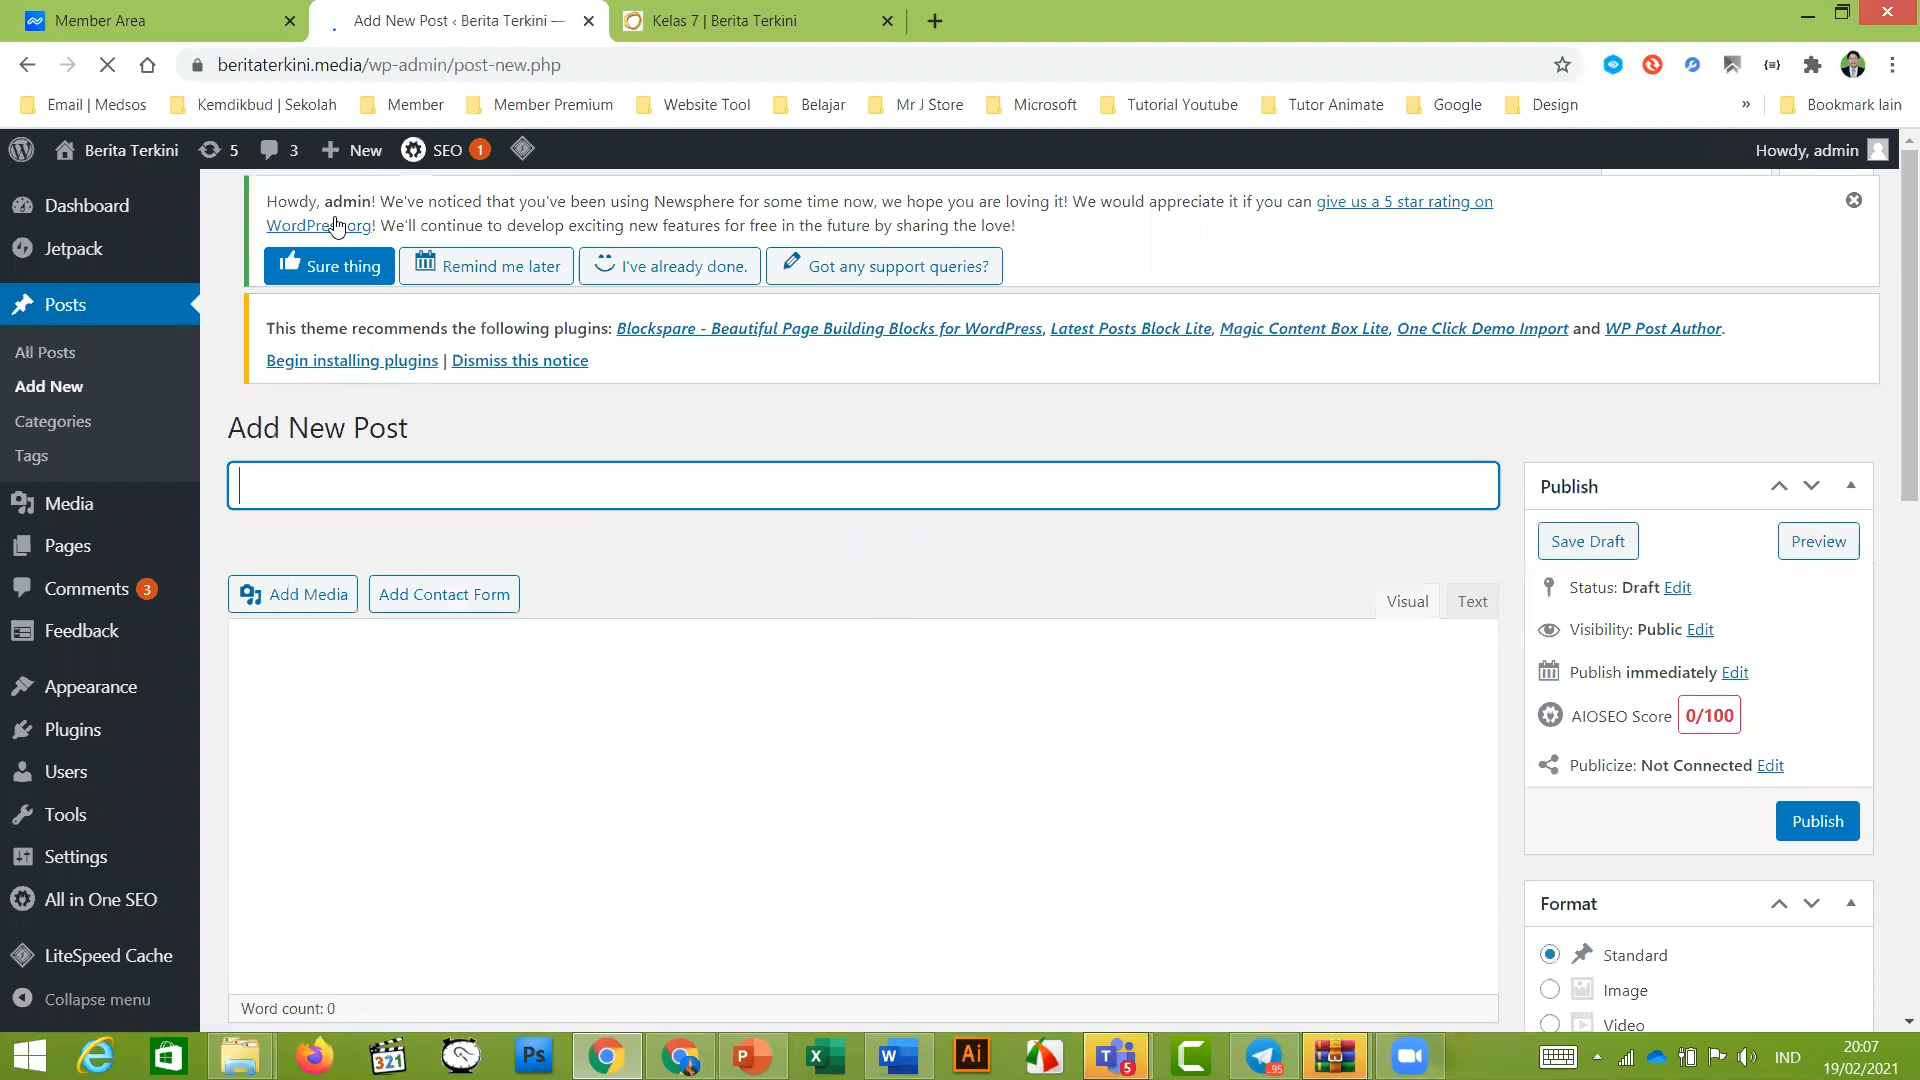 Member Area
Add New Post ‹ Berita Terkini —
Kelas 7 | Berita Terkini
beritaterkini.media/wp-admin/post-new.php
Email | Medsos
Kemdikbud | Sekolah
Member
Member Premium
Website Tool
Belajar
Mr J Store
Microsoft
Tutorial Youtube
Tutor Animate
Google
Design
»
Bookmark lain
Berita Terkini
5
3
New
SEO 1
Howdy, admin
Dashboard
Jetpack
Posts
All Posts
Add New
Categories
Tags
Media
Pages
Comments 3
Feedback
Appearance
Plugins
Users
Tools
Settings
All in One SEO
LiteSpeed Cache
Collapse menu
Howdy, admin! We've noticed that you've been using Newsphere for some time now, we hope you are loving it! We would appreciate it if you can give us a 5 star rating on
WordPress.org! We'll continue to develop exciting new features for free in the future by sharing the love!
Sure thing
Remind me later
I've already done.
Got any support queries?
This theme recommends the following plugins: Blockspare - Beautiful Page Building Blocks for WordPress, Latest Posts Block Lite, Magic Content Box Lite, One Click Demo Import and WP Post Author.
Begin installing plugins | Dismiss this notice
Add New Post
Add Media
Add Contact Form
Visual
Text
Word count: 0
Publish
Save Draft
Preview
Status: Draft Edit
Visibility: Public Edit
Publish immediately Edit
AIOSEO Score 0/100
Publicize: Not Connected Edit
Publish
Format
Standard
Image
Video
321
Ps
Ai
5
95
IND
20:07
19/02/2021